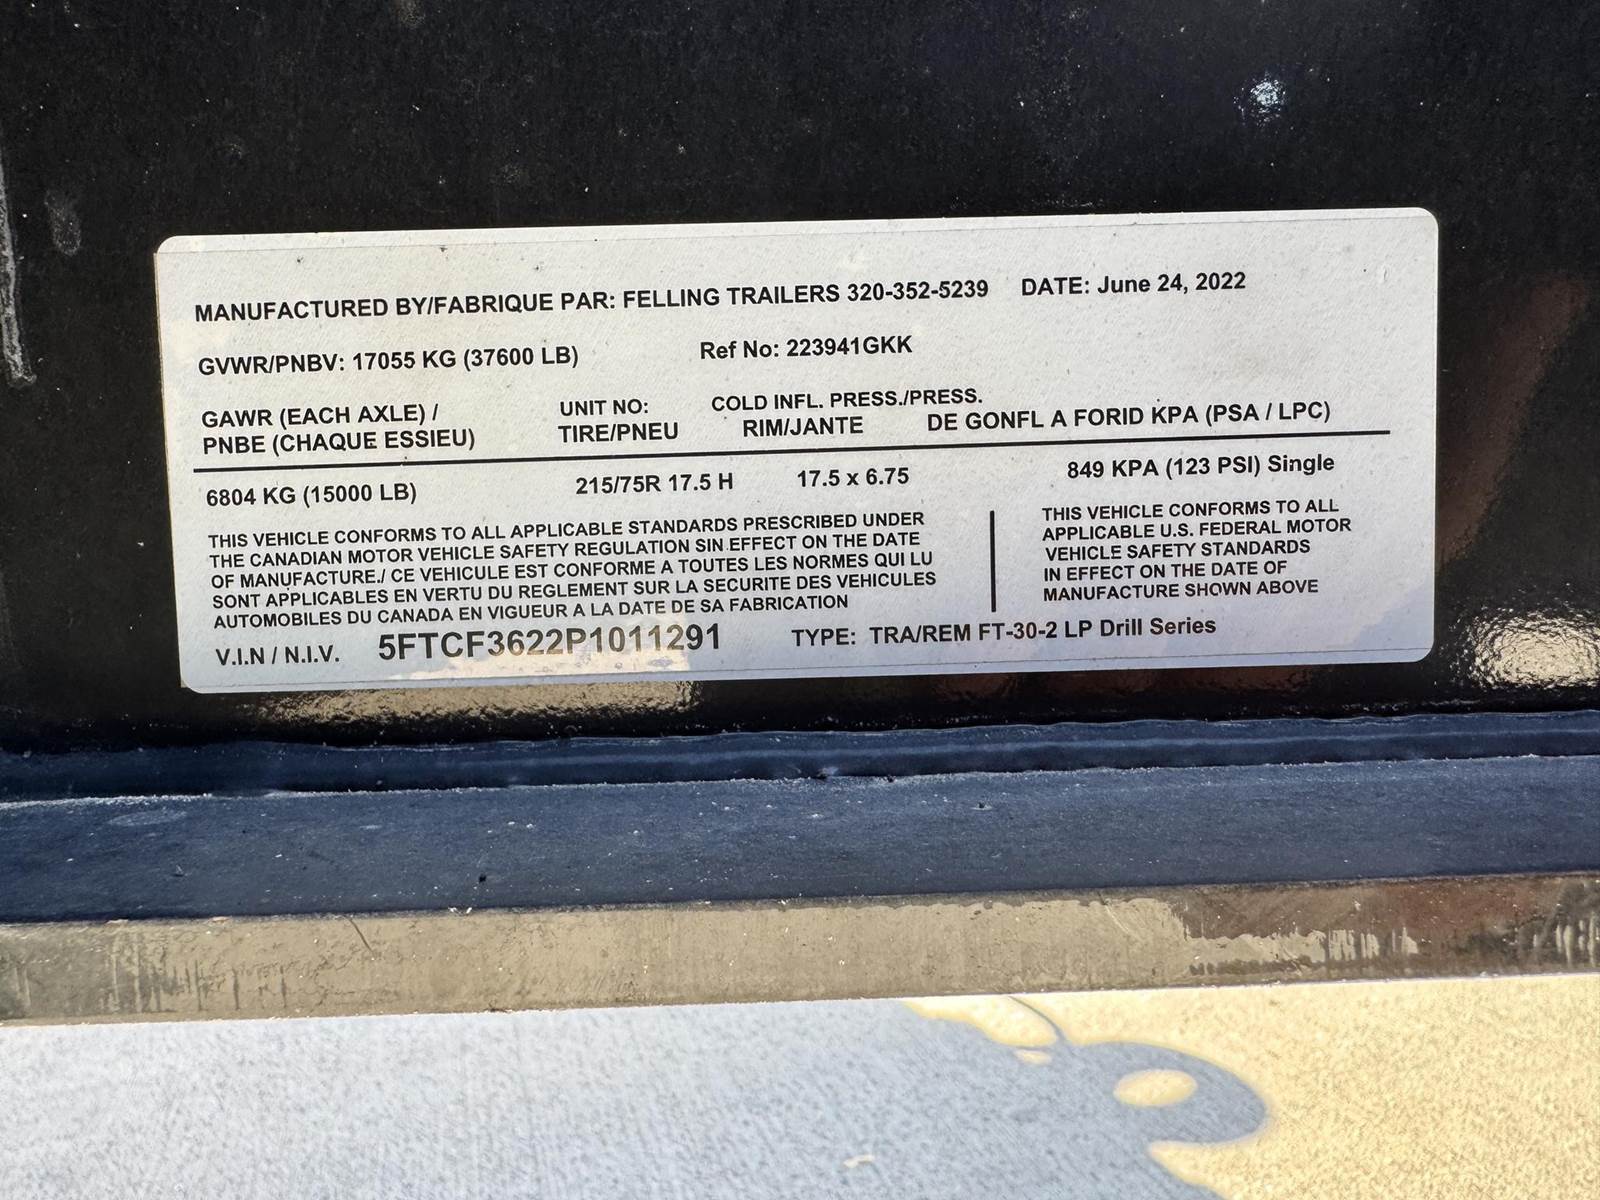 MANUFACTURED BY/FABRIQUE PAR: FELLING TRAILERS 320-352-5239 DATE: June 24, 2022
GVWR/PNBV: 17055 KG (37600 LB) Ref No: 223941GKK
GAWR (EACH AXLE) / UNIT NO: COLD INFL. PRESS./PRESS.
PNBE (CHAQUE ESSIEU) TIRE/PNEU RIM/JANTE DE GONFL A FORID KPA (PSA / LPC)
6804 KG (15000 LB) 215/75R 17.5 H 17.5 x 6.75 849 KPA (123 PSI) Single
THIS VEHICLE CONFORMS TO ALL APPLICABLE STANDARDS PRESCRIBED UNDER
THE CANADIAN MOTOR VEHICLE SAFETY REGULATION SIN EFFECT ON THE DATE
OF MANUFACTURE./ CE VEHICULE EST CONFORME A TOUTES LES NORMES QUI LU
SONT APPLICABLES EN VERTU DU REGLEMENT SUR LA SECURITE DES VEHICULES
AUTOMOBILES DU CANADA EN VIGUEUR A LA DATE DE SA FABRICATION
THIS VEHICLE CONFORMS TO ALL
APPLICABLE U.S. FEDERAL MOTOR
VEHICLE SAFETY STANDARDS
IN EFFECT ON THE DATE OF
MANUFACTURE SHOWN ABOVE
V.I.N / N.I.V. 5FTCF3622P1011291 TYPE: TRA/REM FT-30-2 LP Drill Series